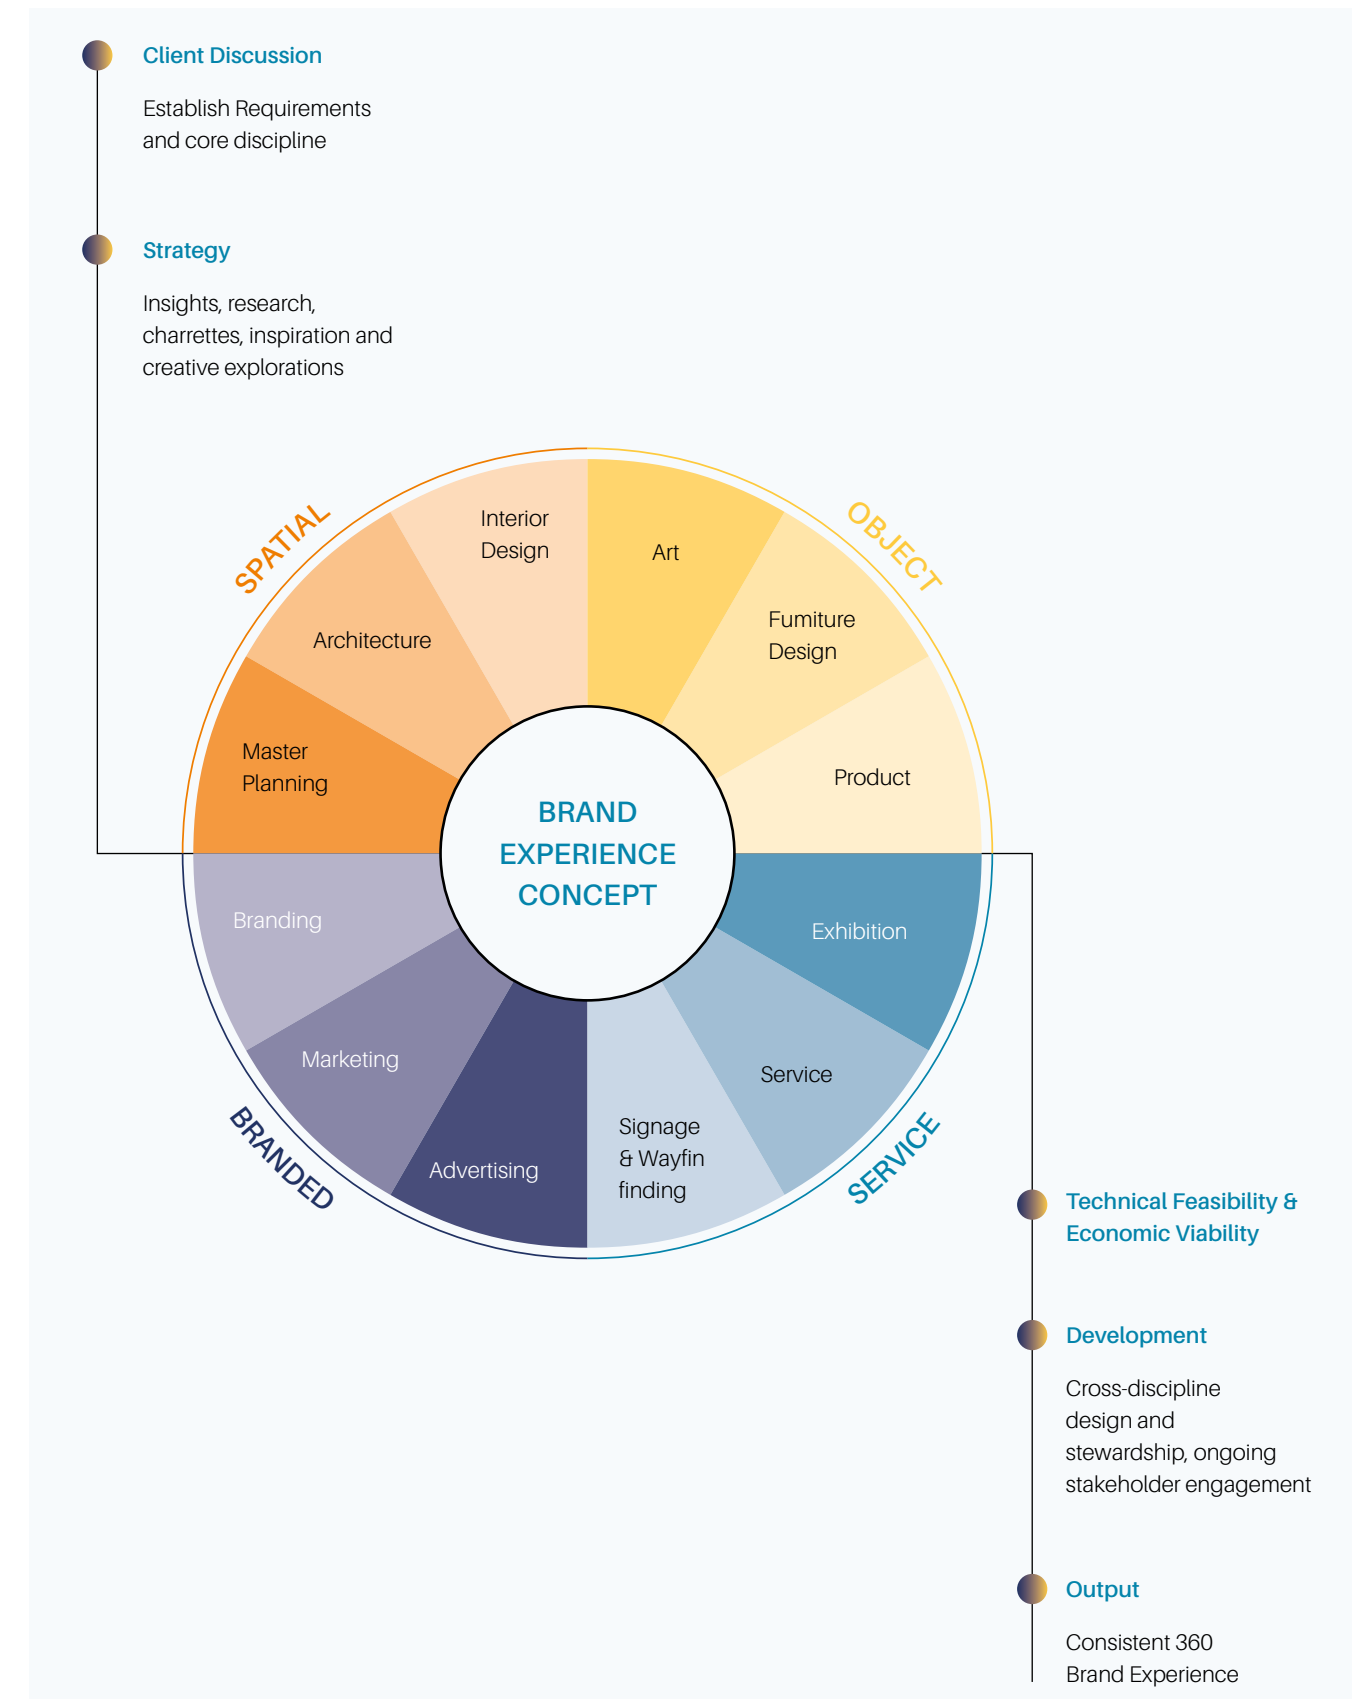 Client Discussion
Establish Requirements
and core discipline
Strategy
Insights, research,
charrettes, inspiration and
creative explorations
SPATIAL
OBJECT
Interior
Design
Art
Fumiture
Design
Architecture
Master
Planning
Product
BRAND
EXPERIENCE
CONCEPT
Branding
Exhibition
Marketing
Service
Advertising
Signage
& Wayfin
finding
BRANDED
SERVICE
Technical Feasibility &
Economic Viability
Development
Cross-discipline
design and
stewardship, ongoing
stakeholder engagement
Output
Consistent 360
Brand Experience